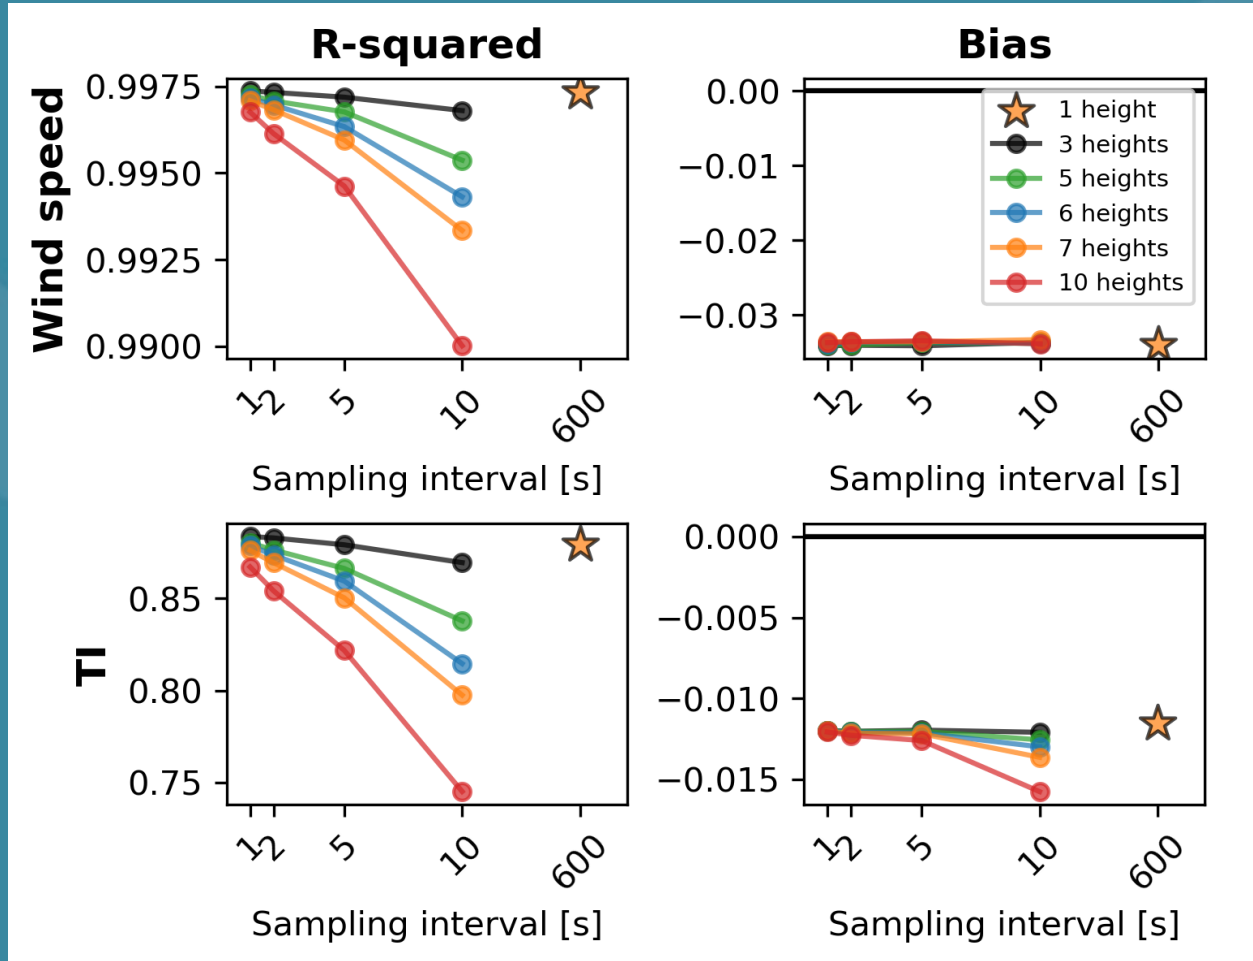 R-squared
Bias
Wind speed
0.9975
0.9950
0.9925
0.9900
1
2
5
10
600
Sampling interval [s]
0.00
−0.01
−0.02
−0.03
1 height
3 heights
5 heights
6 heights
7 heights
10 heights
1
2
5
10
600
Sampling interval [s]
TI
0.85
0.80
0.75
1
2
5
10
600
Sampling interval [s]
0.000
−0.005
−0.010
−0.015
1
2
5
10
600
Sampling interval [s]